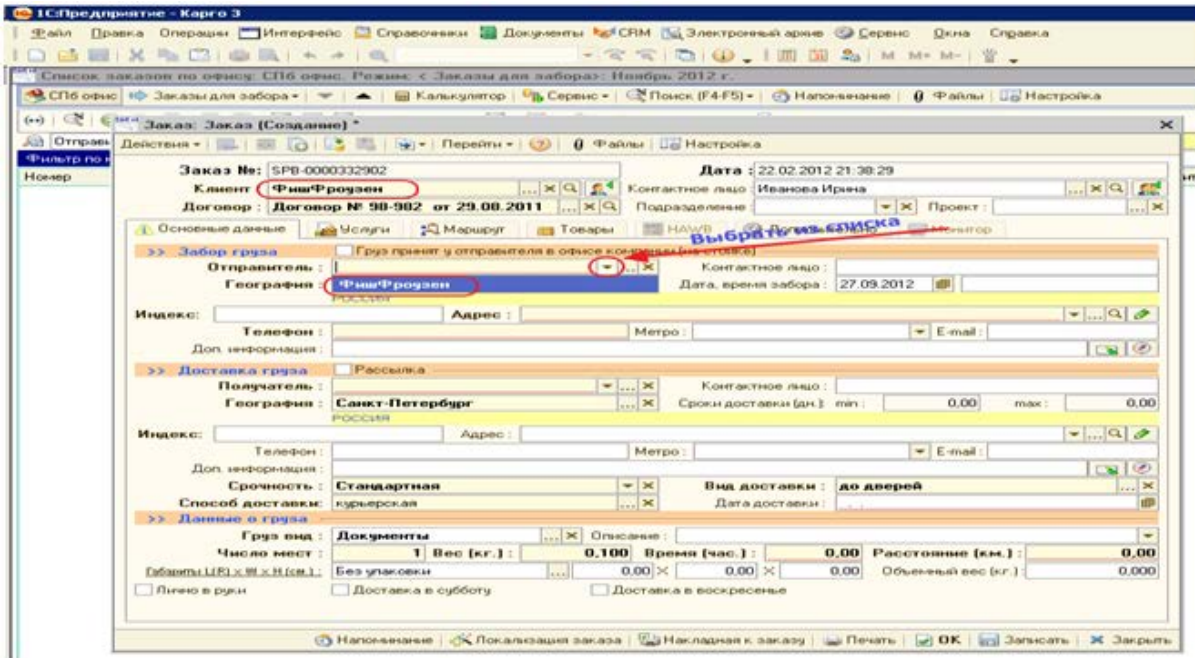 1С:Предприятие - Карго 3
Файл Правка Операции Интерфейс Справочники Документы CRM Электронный архив Сервис Окна Справка
M M+ M-
Список заказов по офису: СПб офис. Режим: < Заказы для забора>: Ноябрь 2012 г.
СПб офис Заказы для забора Калькулятор Сервис Поиск (F4-F5) Напоминание Файлы Настройка
Заказ: Заказ (Создание) *
Отправ Действия Перейти Файлы Настройка
Фильтр по
Номер
Заказ No: SPB-0000332902 Дата : 22.02.2012 21:38:29
Клиент ФишФроузен Контактное лицо : Иванова Ирина
Договор : Договор № 98-982 от 29.08.2011 Подразделение : Проект :
Основные данные Услуги Маршрут Товары HAWB Монитор
Выбрать из списка
>> Забор груза Груз принят у отправителя в офисе компании (на стойке)
Отправитель : Контактное лицо :
География : ФишФроузен Дата, время забора : 27.09.2012
РОССИЯ
Индекс: Адрес :
Телефон : Метро : E-mail :
Доп. информация :
>> Доставка груза Рассылка
Получатель : Контактное лицо :
География : Санкт-Петербург Сроки доставки (дн.): min : 0,00 max : 0,00
РОССИЯ
Индекс: Адрес :
Телефон : Метро : E-mail :
Доп. информация :
Срочность : Стандартная Вид доставки : до дверей
Способ доставки: курьерская Дата доставки :
>> Данные о груза
Груз вид : Документы Описание :
Число мест : 1 Вес (кг.) : 0.100 Время (час.) : 0.00 Расстояние (км.) : 0.00
Габариты L(R) x W x H (см.) : Без упаковки 0,00 x 0,00 x 0,00 Объемный вес (кг.) : 0,000
Лично в руки Доставка в субботу Доставка в воскресенье
Напоминание Локализация заказа Накладная к заказу Печать OK Записать Закрыть